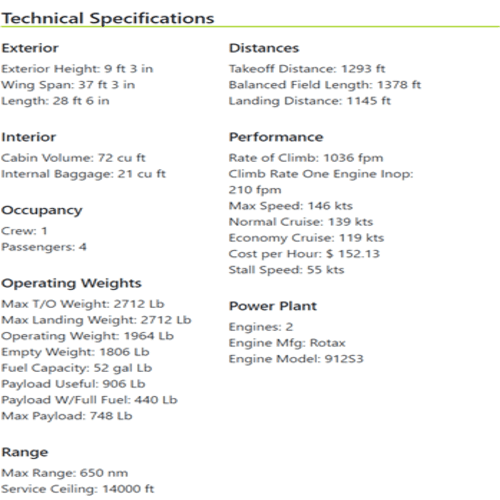 Technical Specifications
Exterior
Exterior Height: 9 ft 3 in
Wing Span: 37 ft 3 in
Length: 28 ft 6 in
Interior
Cabin Volume: 72 cu ft
Internal Baggage: 21 cu ft
Occupancy
Crew: 1
Passengers: 4
Operating Weights
Max T/O Weight: 2712 Lb
Max Landing Weight: 2712 Lb
Operating Weight: 1964 Lb
Empty Weight: 1806 Lb
Fuel Capacity: 52 gal Lb
Payload Useful: 906 Lb
Payload W/Full Fuel: 440 Lb
Max Payload: 748 Lb
Range
Max Range: 650 nm
Service Ceiling: 14000 ft
Distances
Takeoff Distance: 1293 ft
Balanced Field Length: 1378 ft
Landing Distance: 1145 ft
Performance
Rate of Climb: 1036 fpm
Climb Rate One Engine Inop:
210 fpm
Max Speed: 146 kts
Normal Cruise: 139 kts
Economy Cruise: 119 kts
Cost per Hour: $ 152.13
Stall Speed: 55 kts
Power Plant
Engines: 2
Engine Mfg: Rotax
Engine Model: 912S3